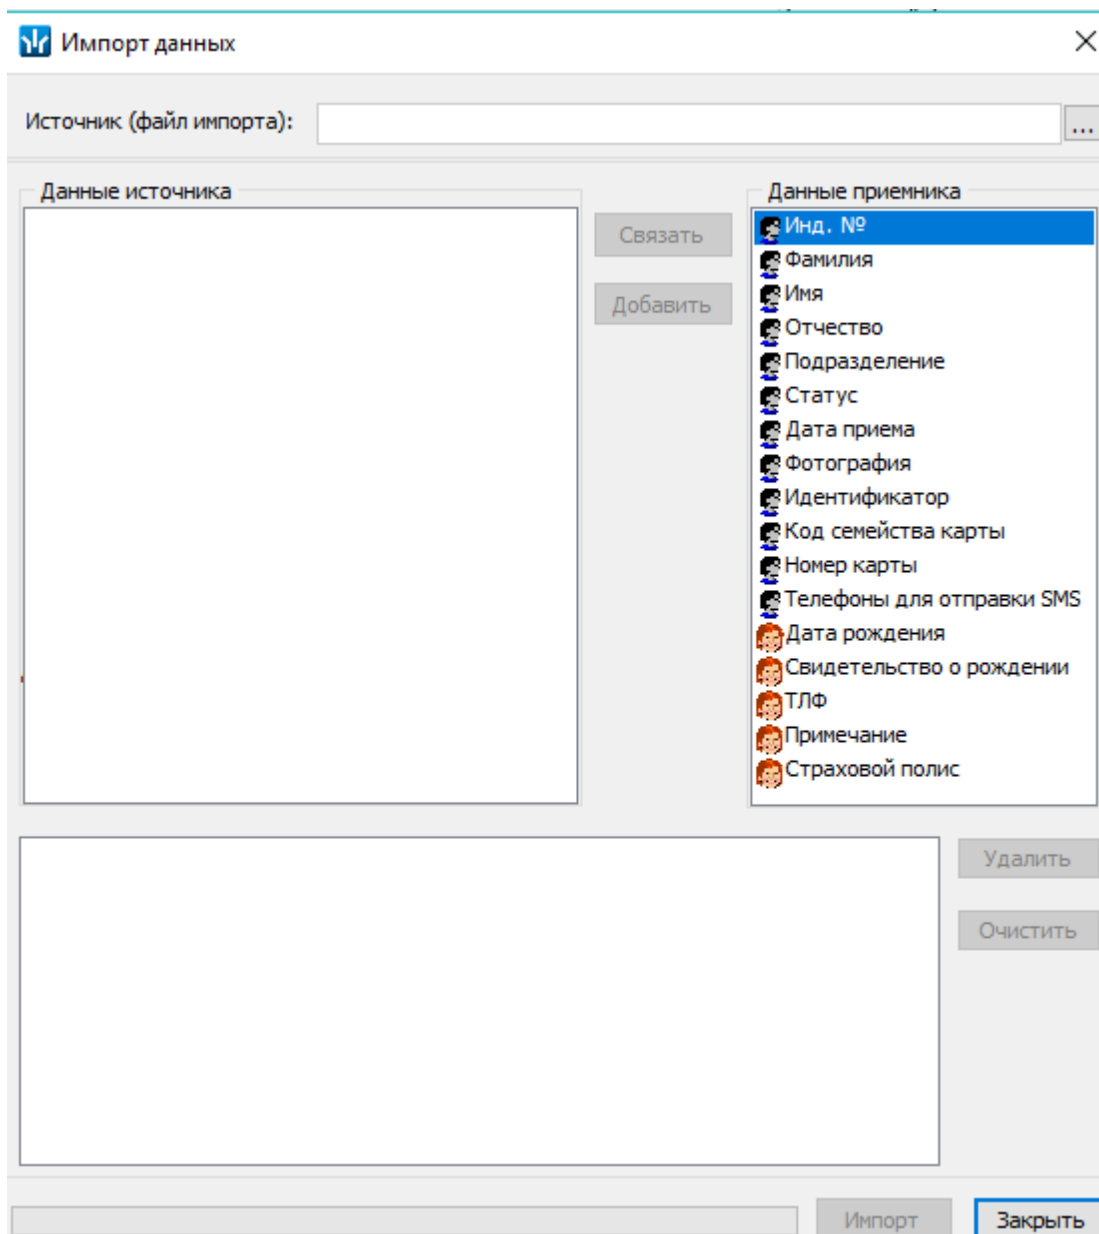 Импорт данных
Источник (файл импорта):
...
Данные источника
Связать
Добавить
Данные приемника
Инд. №
Фамилия
Имя
Отчество
Подразделение
Статус
Дата приема
Фотография
Идентификатор
Код семейства карты
Номер карты
Телефоны для отправки SMS
Дата рождения
Свидетельство о рождении
ТЛФ
Примечание
Страховой полис
Удалить
Очистить
Импорт
Закрыть